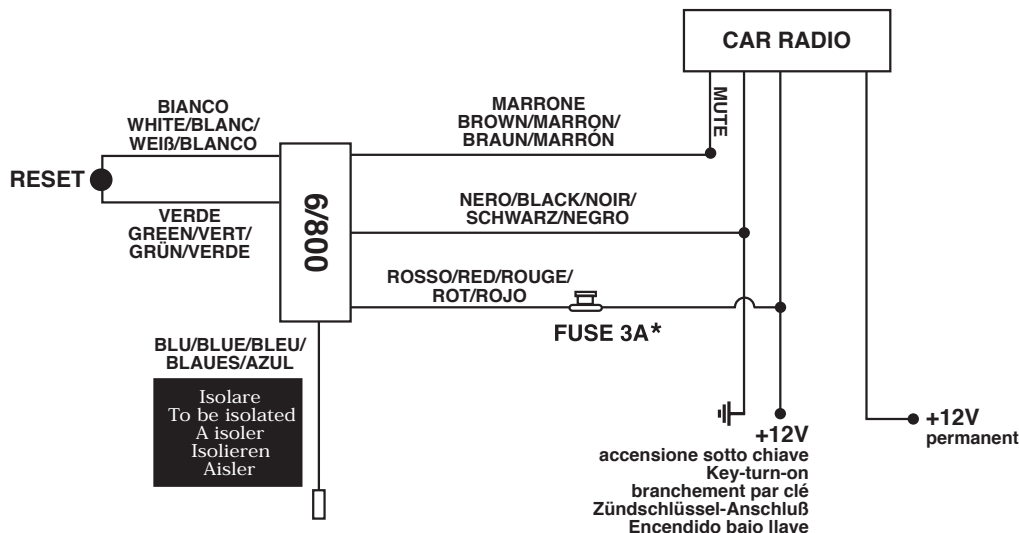 CAR RADIO
MUTE
BIANCO
WHITE/BLANC/
WEIß/BLANCO
MARRONE
BROWN/MARRON/
BRAUN/MARRÓN
RESET
VERDE
GREEN/VERT/
GRÜN/VERDE
6/800
NERO/BLACK/NOIR/
SCHWARZ/NEGRO
ROSSO/RED/ROUGE/
ROT/ROJO
FUSE 3A*
BLU/BLUE/BLEU/
BLAUES/AZUL
Isolare
To be isolated
A isoler
Isolieren
Aisler
+12V
accensione sotto chiave
Key-turn-on
branchement par clé
Zündschlüssel-Anschluß
Encendido bajo llave
+12V
permanent